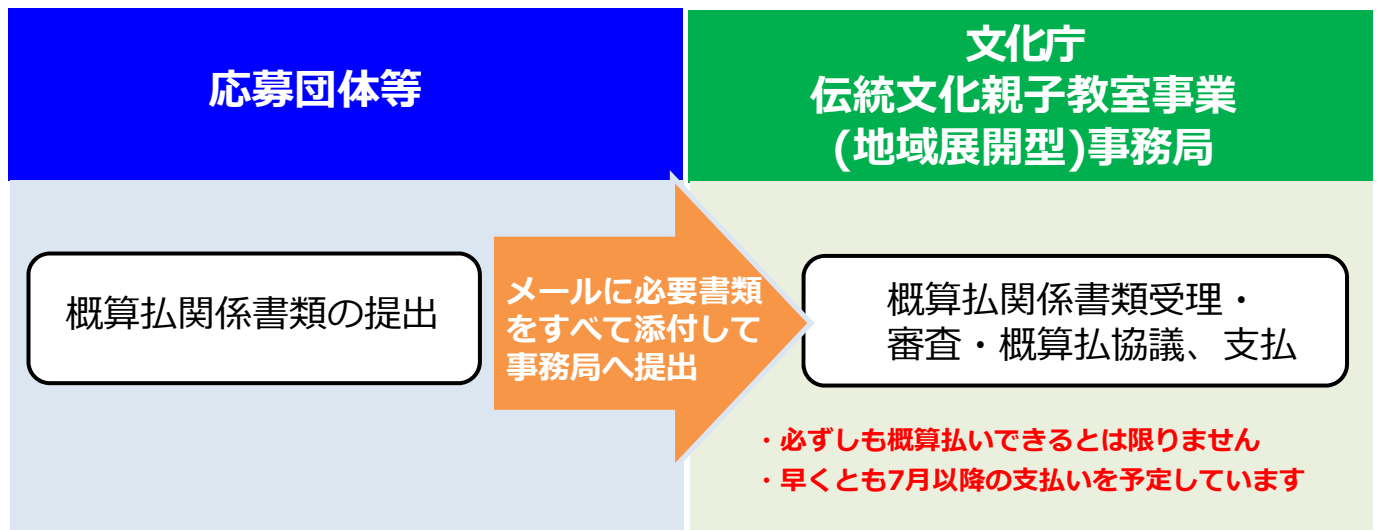 応募団体等
文化庁
伝統文化親子教室事業
(地域展開型)事務局
概算払関係書類の提出
メールに必要書類
をすべて添付して
事務局へ提出
概算払関係書類受理・
審査・概算払協議、支払
・必ずしも概算払いできるとは限りません
・早くとも7月以降の支払いを予定しています